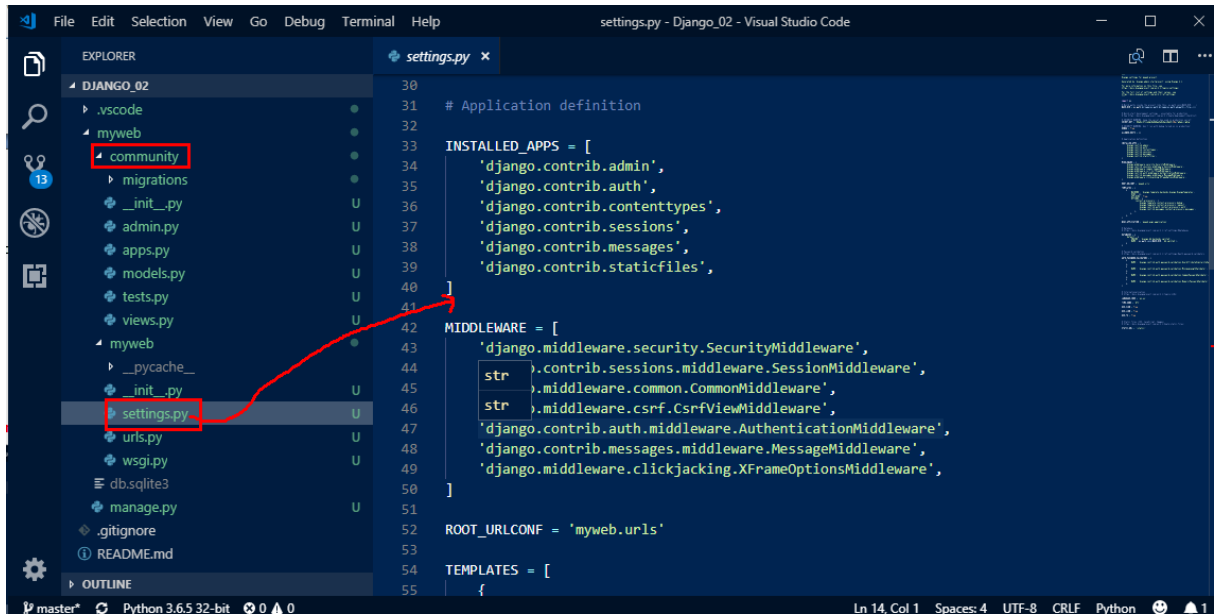 File Edit Selection View Go Debug Terminal Help settings.py - Django_02 - Visual Studio Code
EXPLORER
DJANGO_02
.vscode
myweb
community
migrations
__init__.py U
admin.py U
apps.py U
models.py U
tests.py U
views.py U
myweb
__pycache__
__init__.py U
settings.py U
urls.py U
wsgi.py U
db.sqlite3
manage.py U
.gitignore
README.md
OUTLINE
13
settings.py
30
31 # Application definition
32
33 INSTALLED_APPS = [
34 'django.contrib.admin',
35 'django.contrib.auth',
36 'django.contrib.contenttypes',
37 'django.contrib.sessions',
38 'django.contrib.messages',
39 'django.contrib.staticfiles',
40 ]
41
42 MIDDLEWARE = [
43 'django.middleware.security.SecurityMiddleware',
44 str o.contrib.sessions.middleware.SessionMiddleware',
45 o.middleware.common.CommonMiddleware',
46 str o.middleware.csrf.CsrfViewMiddleware',
47 'django.contrib.auth.middleware.AuthenticationMiddleware',
48 'django.contrib.messages.middleware.MessageMiddleware',
49 'django.middleware.clickjacking.XFrameOptionsMiddleware',
50 ]
51
52 ROOT_URLCONF = 'myweb.urls'
53
54 TEMPLATES = [
55 {
master* Python 3.6.5 32-bit 0 0 Ln 14, Col 1 Spaces: 4 UTF-8 CRLF Python 1